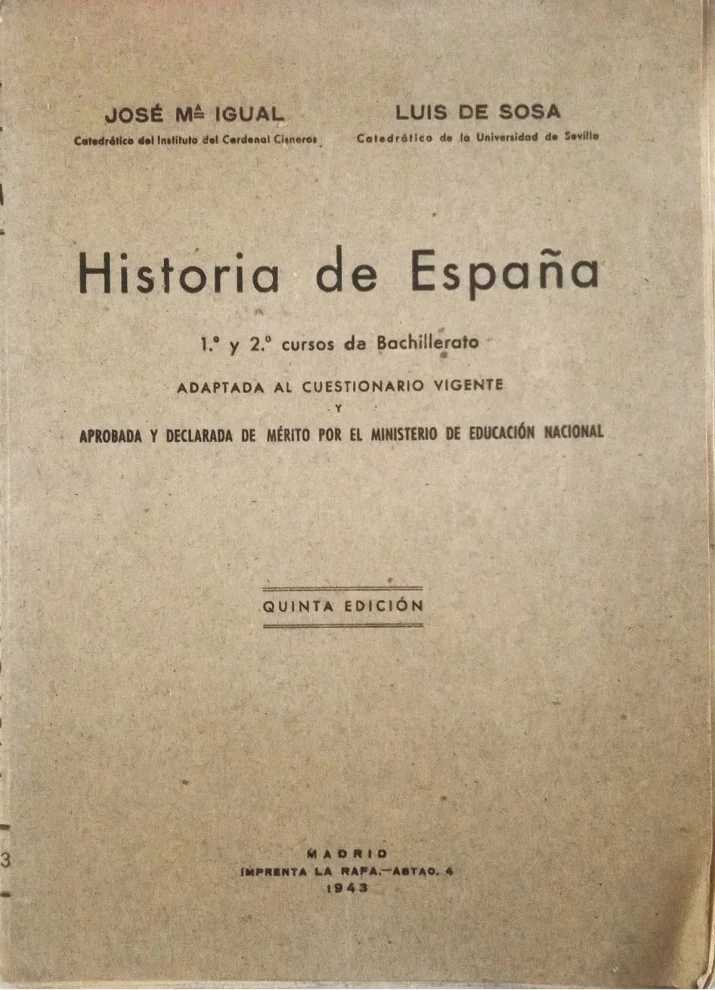 JOSÉ Mª IGUAL
Catedrático del Instituto del Cardenal Cisneros
LUIS DE SOSA
Catedrático de la Universidad de Sevilla
Historia de España
1.º y 2.º cursos de Bachillerato
ADAPTADA AL CUESTIONARIO VIGENTE
Y
APROBADA Y DECLARADA DE MÉRITO POR EL MINISTERIO DE EDUCACIÓN NACIONAL
QUINTA EDICIÓN
MADRID
IMPRENTA LA RAFA.—ABTAO, 4
1943
3